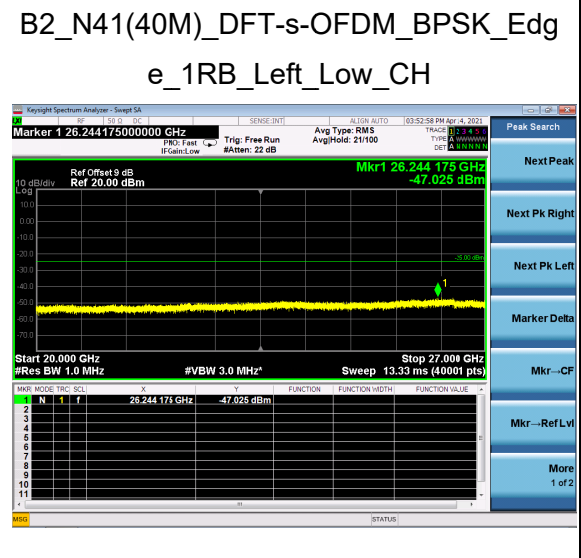 B2_N41(40M)_DFT-s-OFDM_BPSK_Edg
e_1RB_Left_Low_CH
Keysight Spectrum Analyzer - Swept SA
RF 50 Ω DC SENSE:INT ALIGN AUTO 03:52:58 PM Apr 14, 2021
Marker 1 26.244175000000 GHz
PNO: Fast
IFGain:Low
Trig: Free Run
#Atten: 22 dB
Avg Type: RMS
Avg|Hold: 21/100
TRACE 1 2 3 4 5 6
TYPE A WWWWW
DET A N N N N N
Peak Search
Ref Offset 9 dB
Ref 20.00 dBm
10 dB/div
Log
Mkr1 26.244 175 GHz
-47.025 dBm
10.0
0.00
-10.0
-20.0
-25.00 dBm
-30.0
-40.0
-50.0
-60.0
-70.0
1
Start 20.000 GHz
#Res BW 1.0 MHz
#VBW 3.0 MHz*
Stop 27.000 GHz
Sweep 13.33 ms (40001 pts)
MKR MODE TRC SCL X Y FUNCTION FUNCTION WIDTH FUNCTION VALUE
1 N 1 f 26.244 175 GHz -47.025 dBm
2
3
4
5
6
7
8
9
10
11
Next Peak
Next Pk Right
Next Pk Left
Marker Delta
Mkr→CF
Mkr→RefLvl
More
1 of 2
MSG
STATUS